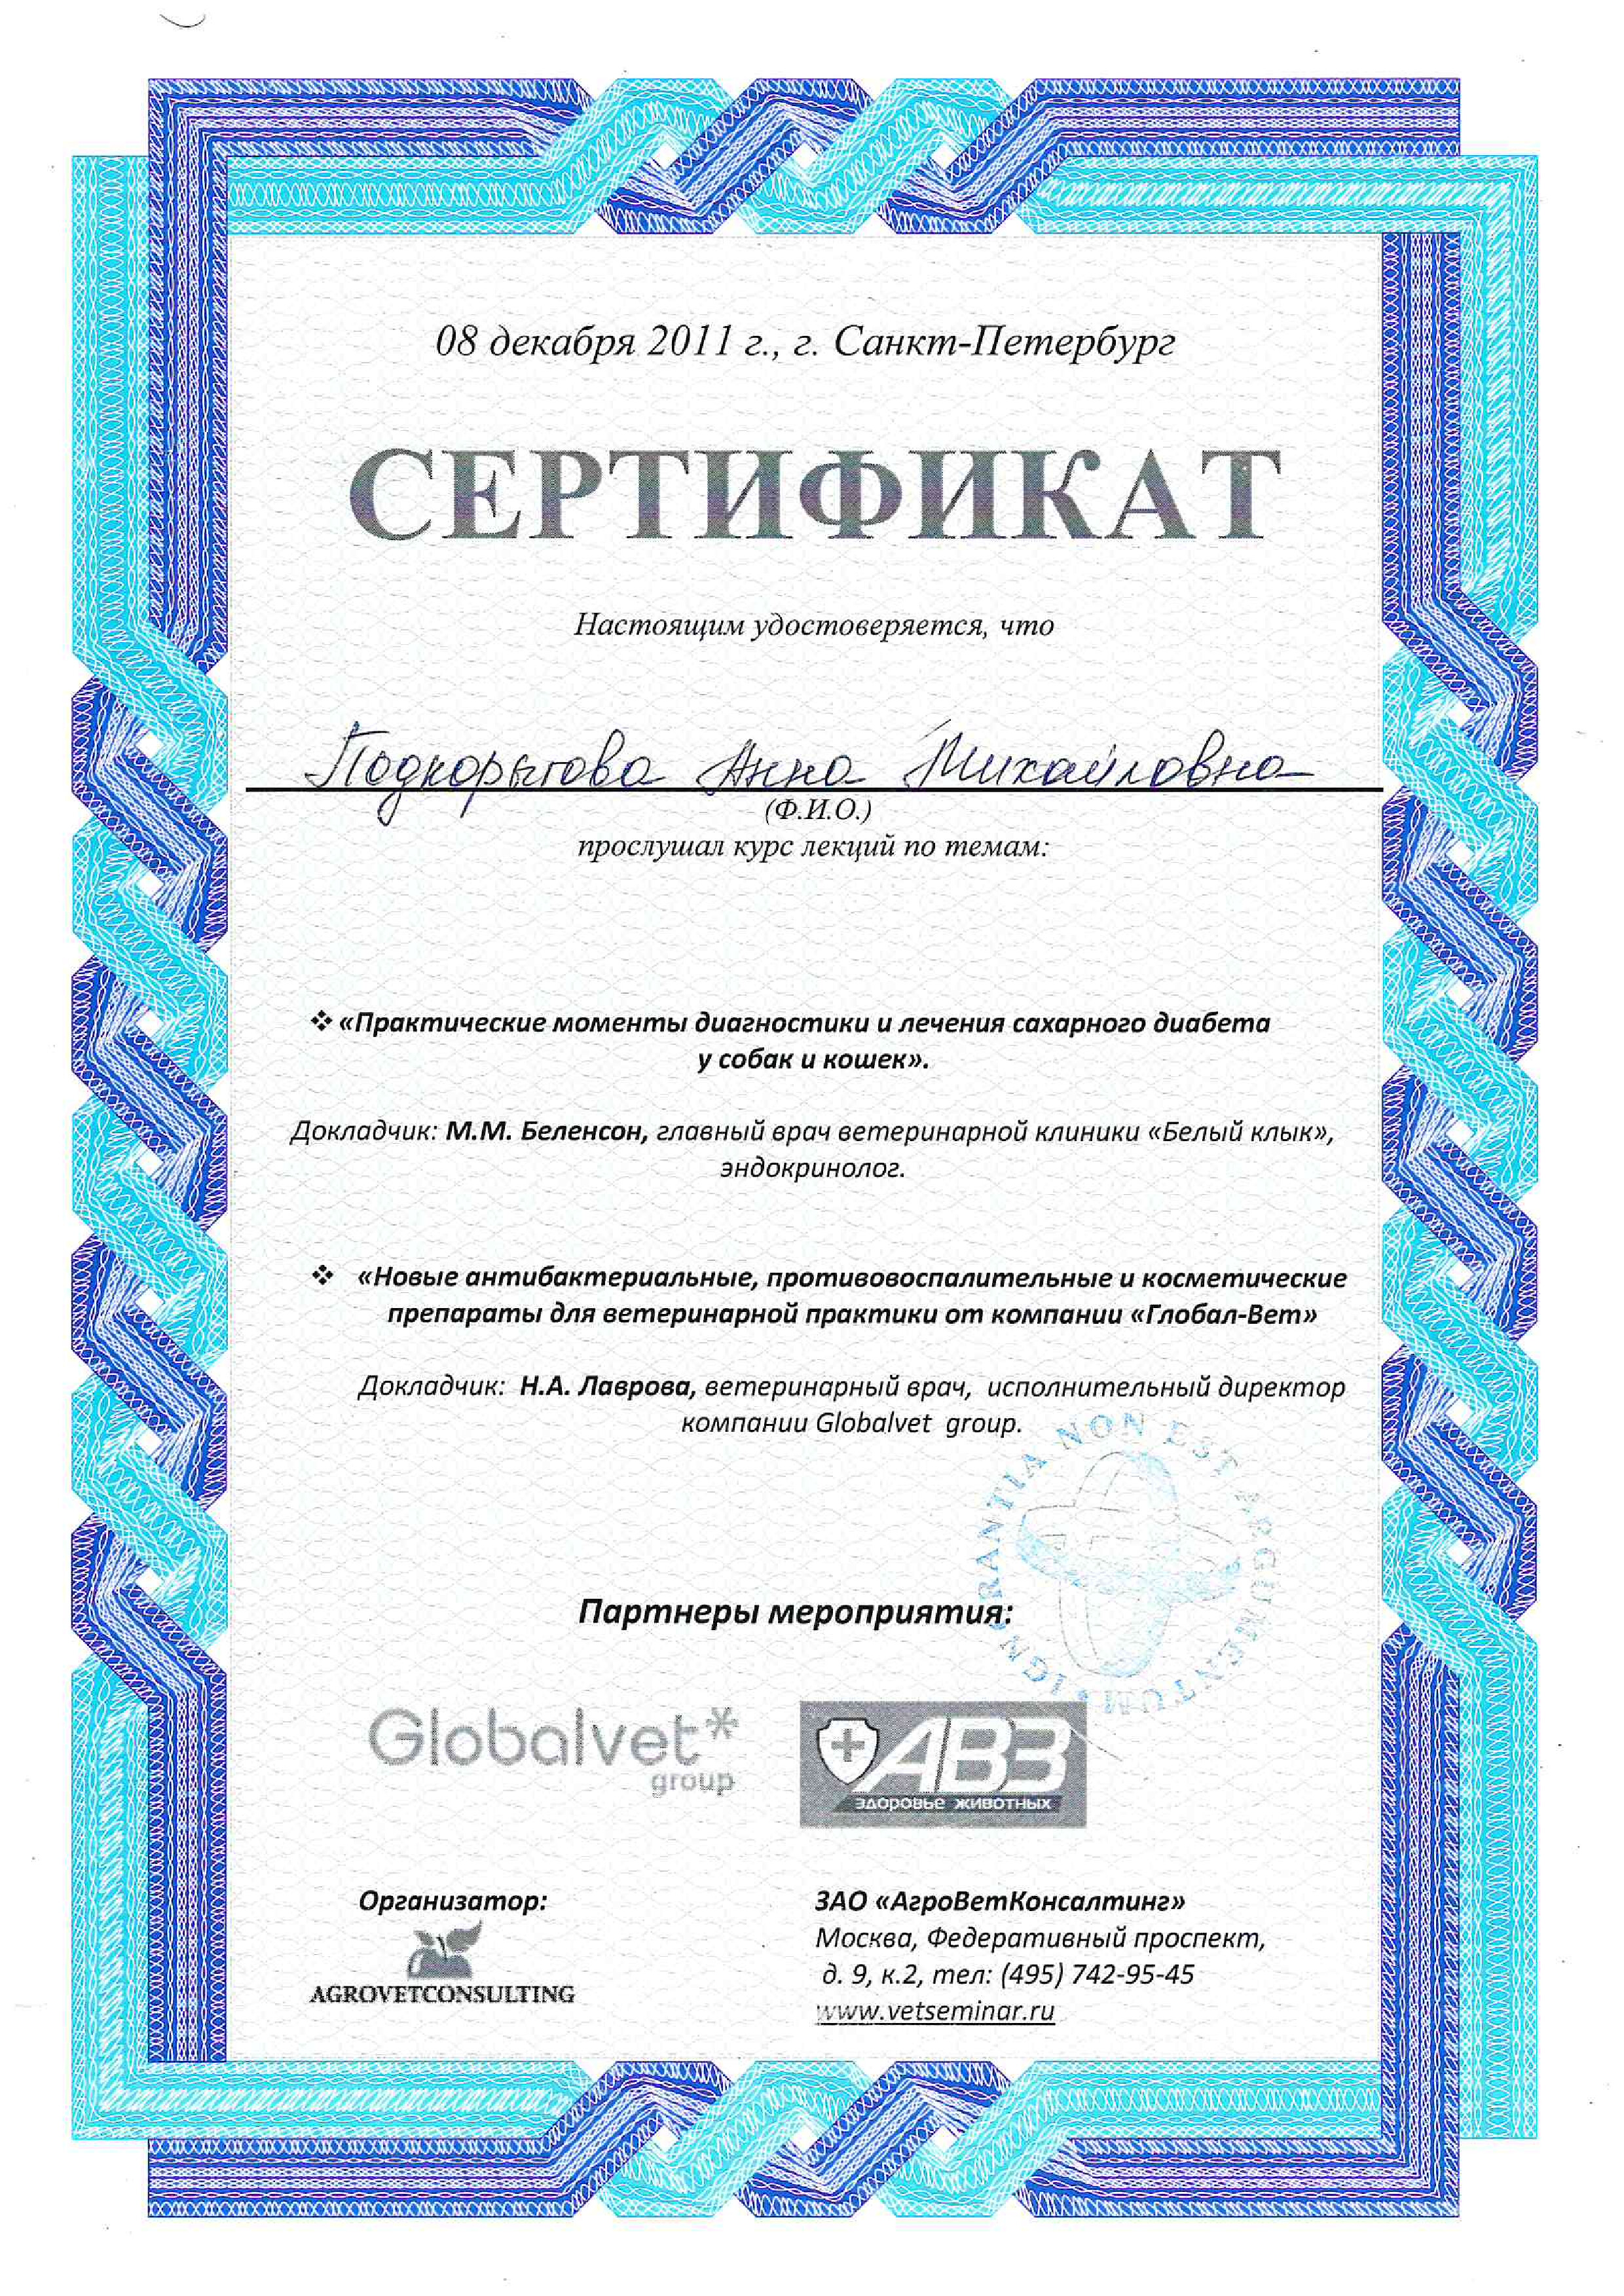 08 декабря 2011 г., г. Санкт-Петербург
СЕРТИФИКАТ
Настоящим удостоверяется, что
Подкорытова Анна Михайловна
(Ф.И.О.)
прослушал курс лекций по темам:
❖ «Практические моменты диагностики и лечения сахарного диабета
у собак и кошек».
Докладчик: М.М. Беленсон, главный врач ветеринарной клиники «Белый клык»,
эндокринолог.
❖ «Новые антибактериальные, противовоспалительные и косметические
препараты для ветеринарной практики от компании «Глобал-Вет»
Докладчик: Н.А. Лаврова, ветеринарный врач, исполнительный директор
компании Globalvet group.
IGNORANTIA NON EST ARGUMENTUM
Партнеры мероприятия:
Globalvet*
group
АВЗ
ЗДОРОВЬЕ ЖИВОТНЫХ
Организатор:
AGROVETCONSULTING
ЗАО «АгроВетКонсалтинг»
Москва, Федеративный проспект,
д. 9, к.2, тел: (495) 742-95-45
www.vetseminar.ru